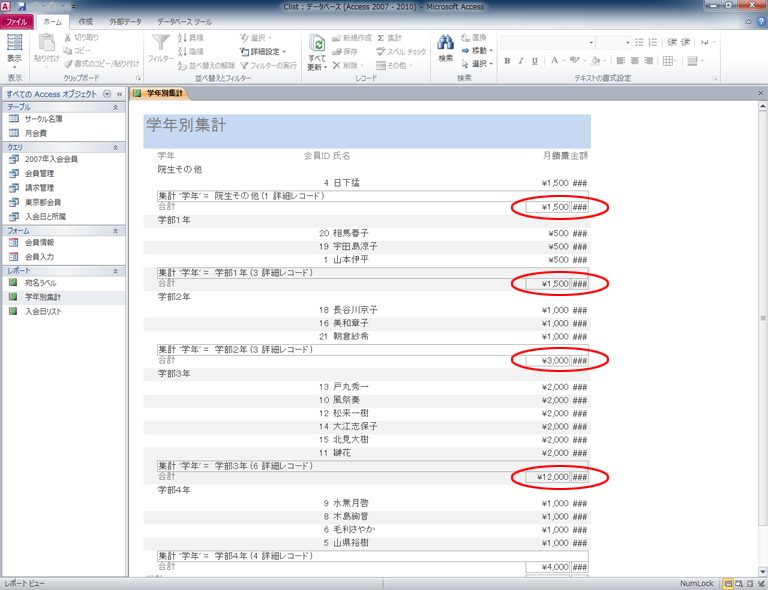 Clist : データベース (Access 2007 - 2010) - Microsoft Access
ファイル ホーム 作成 外部データ データベース ツール
表示 貼り付け 切り取り コピー 書式のコピー/貼り付け フィルター 昇順 降順 並べ替えの解除 選択 詳細設定 フィルターの実行 すべて更新 新規作成 保存 削除 集計 スペル チェック その他 検索 置換 移動 選択
表示 クリップボード 並べ替えとフィルター レコード 検索 テキストの書式設定
すべての Access オブジェクト
テーブル
サークル名簿
月会費
クエリ
2007年入会会員
会員管理
請求管理
東京都会員
入会日と所属
フォーム
会員情報
会員入力
レポート
宛名ラベル
学年別集計
入会日リスト
学年別集計
学年別集計
学年 会員ID 氏名
院生その他
4 日下猛 ¥1,500 ###
集計 '学年' = 院生その他 (1 詳細レコード)
合計 ¥1,500 ###
学部1年
20 相馬春子 ¥500 ###
19 宇田島涼子 ¥500 ###
1 山本伊平 ¥500 ###
集計 '学年' = 学部1年 (3 詳細レコード)
合計 ¥1,500 ###
学部2年
18 長谷川京子 ¥1,000 ###
16 美和章子 ¥1,000 ###
21 朝倉紗希 ¥1,000 ###
集計 '学年' = 学部2年 (3 詳細レコード)
合計 ¥3,000 ###
学部3年
13 戸丸秀一 ¥2,000 ###
10 風祭奏 ¥2,000 ###
12 松来一樹 ¥2,000 ###
14 大江志保子 ¥2,000 ###
15 北見大樹 ¥2,000 ###
11 榊花 ¥2,000 ###
集計 '学年' = 学部3年 (6 詳細レコード)
合計 ¥12,000 ###
学部4年
9 水無月啓 ¥1,000 ###
8 木島絢音 ¥1,000 ###
6 毛利さやか ¥1,000 ###
5 山県裕樹 ¥1,000 ###
集計 '学年' = 学部4年 (4 詳細レコード)
合計 ¥4,000 ###
レポート ビュー NumLock